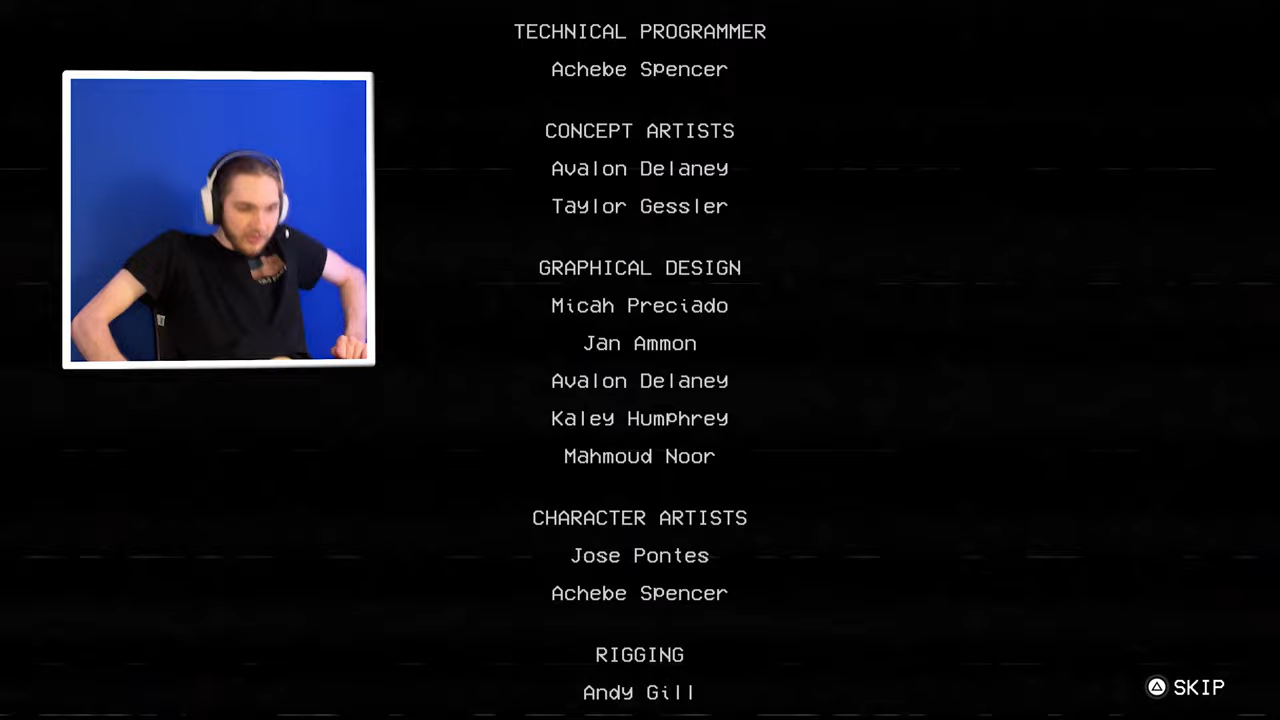 TECHNICAL PROGRAMMER
Achebe Spencer
CONCEPT ARTISTS
Avalon Delaney
Taylor Gessler
GRAPHICAL DESIGN
Micah Preciado
Jan Ammon
Avalon Delaney
Kaley Humphrey
Mahmoud Noor
CHARACTER ARTISTS
Jose Pontes
Achebe Spencer
RIGGING
Andy Gill
SKIP